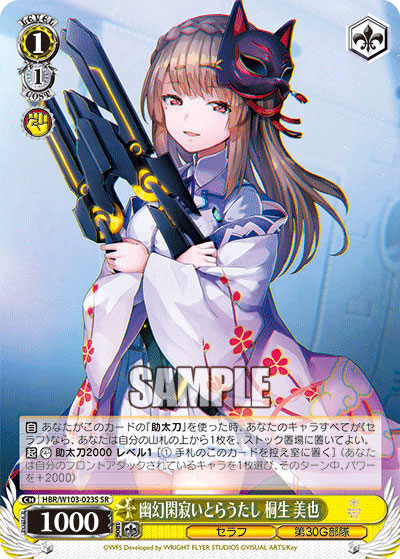 LEVEL
1
1
COST
SAMPLE
自 あなたがこのカードの「助太刀」を使った時、あなたのキャラすべてが《セ
ラフ》なら、あなたは自分の山札の上から1枚を、ストック置場に置いてよい。
起 助太刀2000 レベル1 [① 手札のこのカードを控え室に置く] (あなた
は自分のフロントアタックされているキャラを1枚選び、そのターン中、パワー
を+2000)
CH HBR/W103-023S SR
1000
幽幻閑寂いとらうたし 桐生 美也
セラフ 第30G部隊
©WFS Developed by WRIGHT FLYER STUDIOS ©VISUAL ARTS/Key